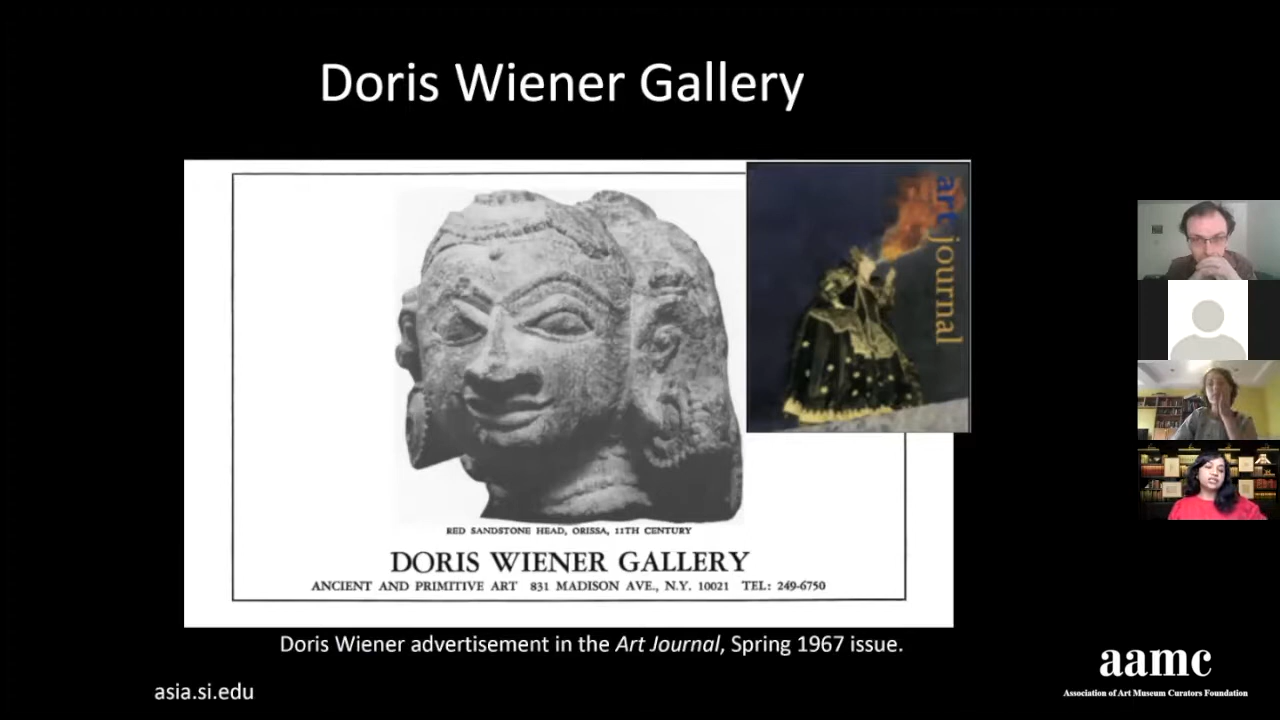 Doris Wiener Gallery
art journal
RED SANDSTONE HEAD, ORISSA, 11TH CENTURY
DORIS WIENER GALLERY
ANCIENT AND PRIMITIVE ART 831 MADISON AVE., N.Y. 10021 TEL: 249-6750
Doris Wiener advertisement in the Art Journal, Spring 1967 issue.
asia.si.edu
aamc
Association of Art Museum Curators Foundation